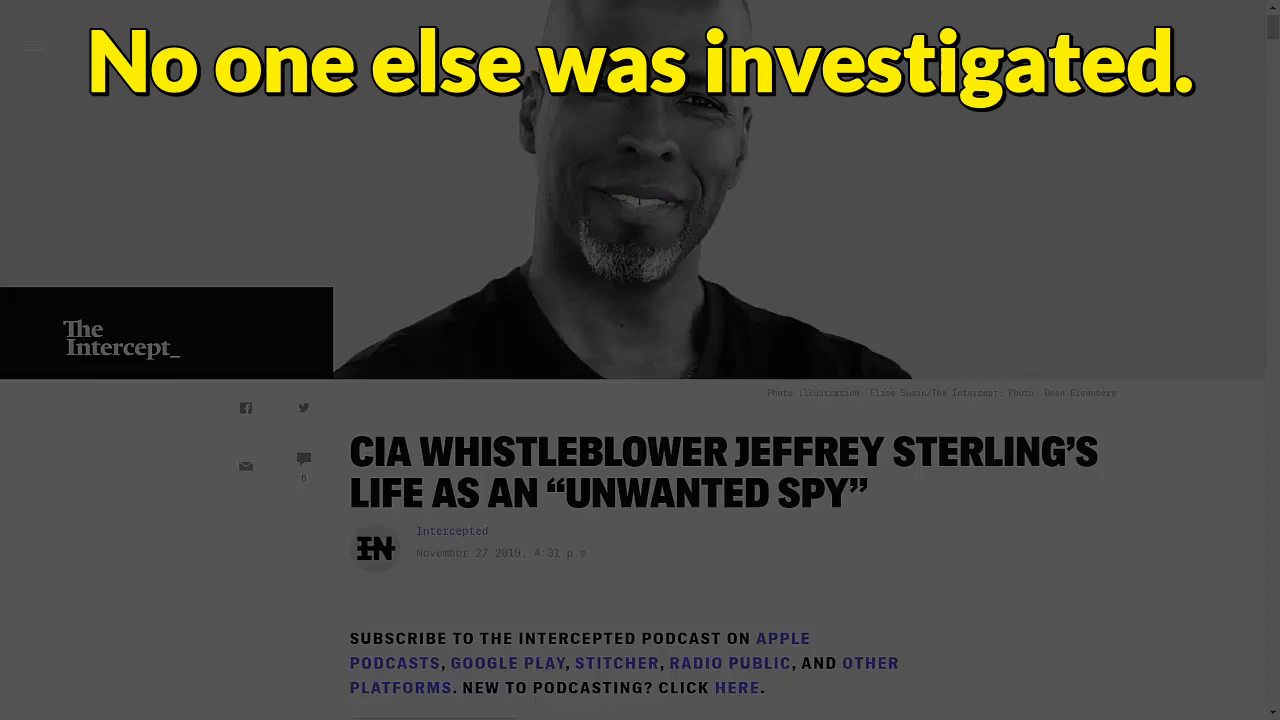 No one else was investigated.
The
Intercept_
Photo illustration: Elise Swain/The Intercept; Photo: Dean Eisenberg
CIA WHISTLEBLOWER JEFFREY STERLING’S
LIFE AS AN “UNWANTED SPY”
6
IN
Intercepted
November 27 2019, 4:31 p.m
SUBSCRIBE TO THE INTERCEPTED PODCAST ON APPLE
PODCASTS, GOOGLE PLAY, STITCHER, RADIO PUBLIC, AND OTHER
PLATFORMS. NEW TO PODCASTING? CLICK HERE.